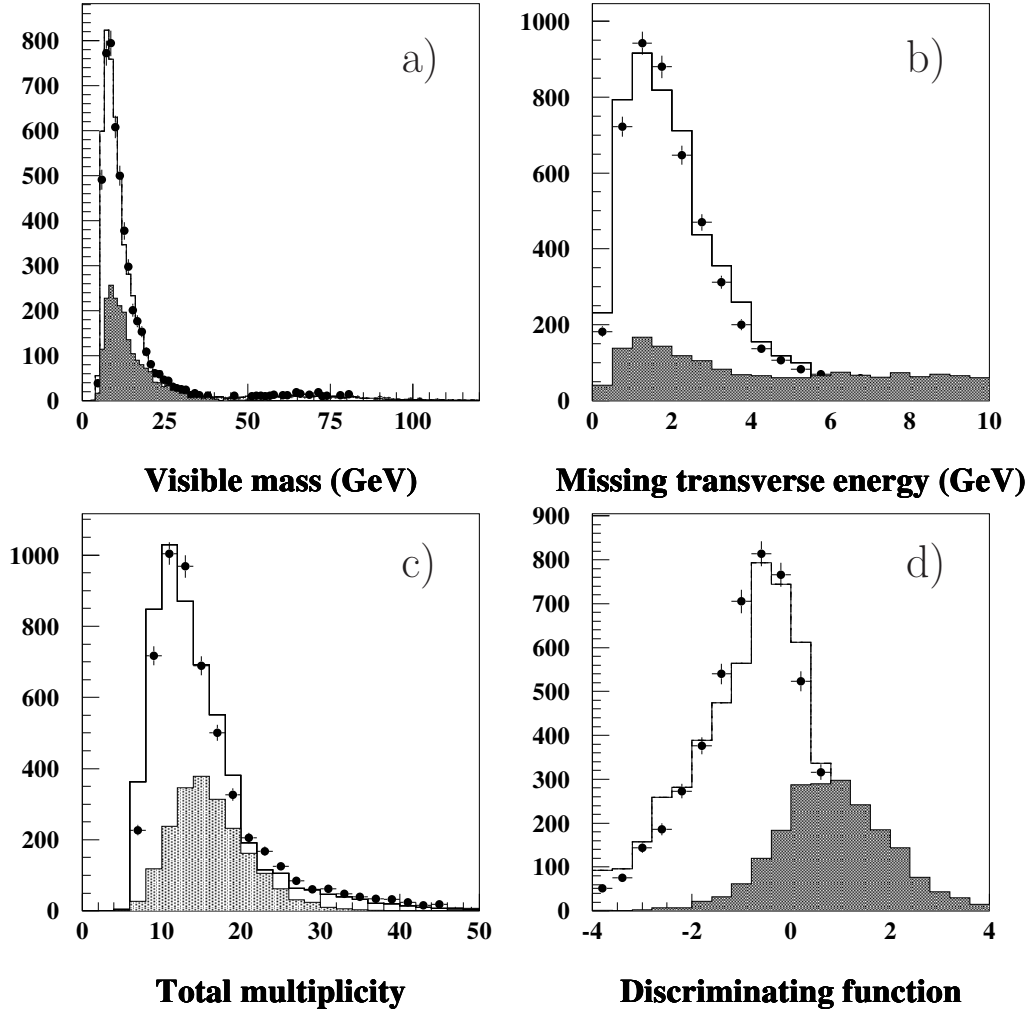 a)
800
700
600
500
400
300
200
100
0
0 25 50 75 100
Visible mass (GeV)
b)
1000
800
600
400
200
0
0 2 4 6 8 10
Missing transverse energy (GeV)
c)
1000
800
600
400
200
0
0 10 20 30 40 50
Total multiplicity
d)
900
800
700
600
500
400
300
200
100
0
-4 -2 0 2 4
Discriminating function